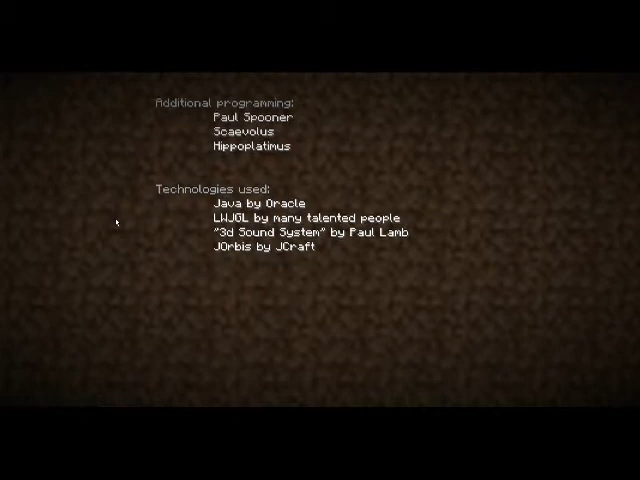 Additional programming:
Paul Spooner
Scaevolus
Hippoplatimus
Technologies used:
Java by Oracle
LWJGL by many talented people
"3d Sound System" by Paul Lamb
JOrbis by JCraft